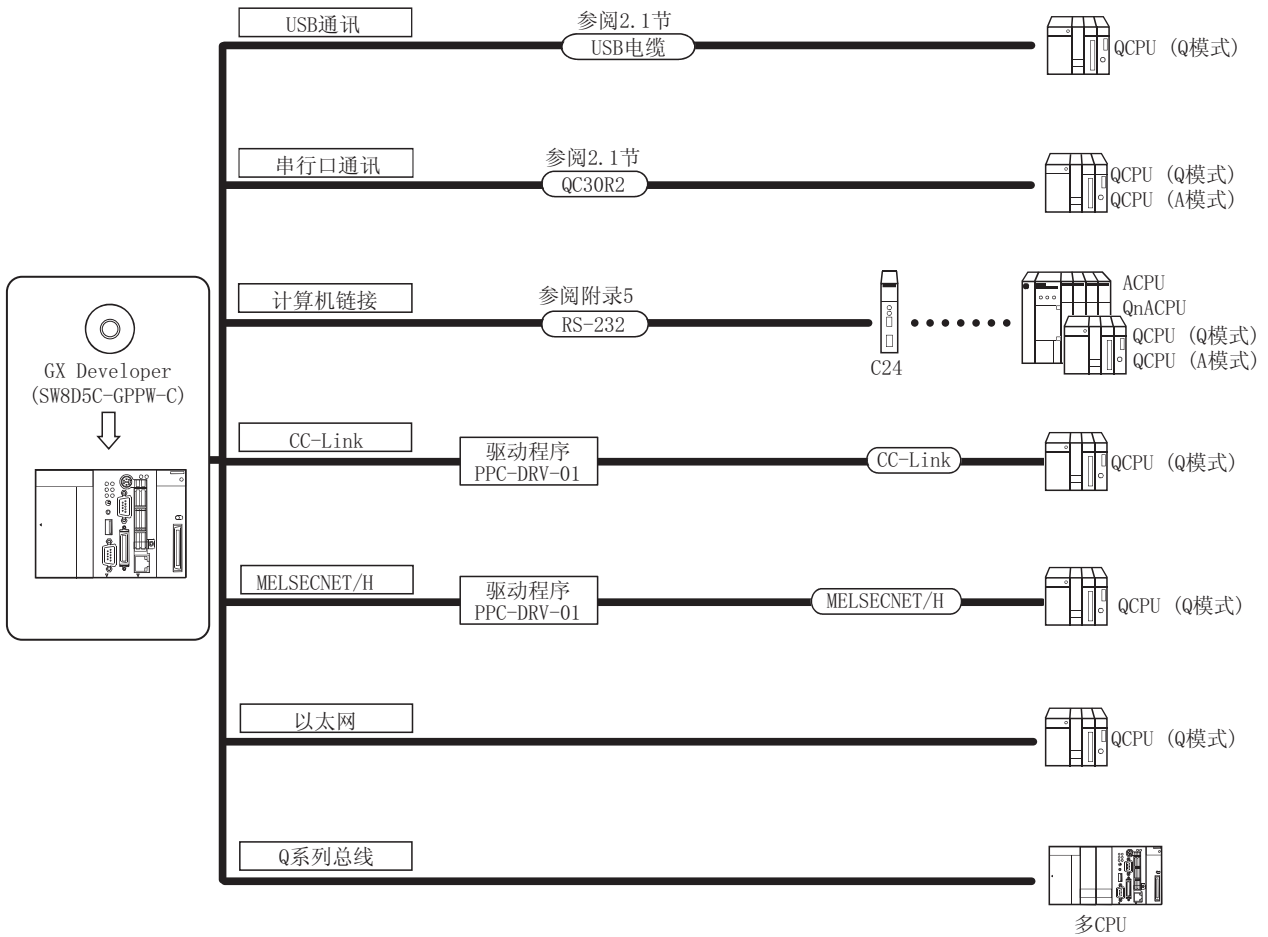 USB通讯
参阅2.1节
USB电缆
QCPU (Q模式)
串行口通讯
参阅2.1节
QC30R2
QCPU (Q模式)
QCPU (A模式)
计算机链接
参阅附录5
RS-232
C24
ACPU
QnACPU
QCPU (Q模式)
QCPU (A模式)
GX Developer
(SW8D5C-GPPW-C)
CC-Link
驱动程序
PPC-DRV-01
CC-Link
QCPU (Q模式)
MELSECNET/H
驱动程序
PPC-DRV-01
MELSECNET/H
QCPU (Q模式)
以太网
QCPU (Q模式)
Q系列总线
多CPU